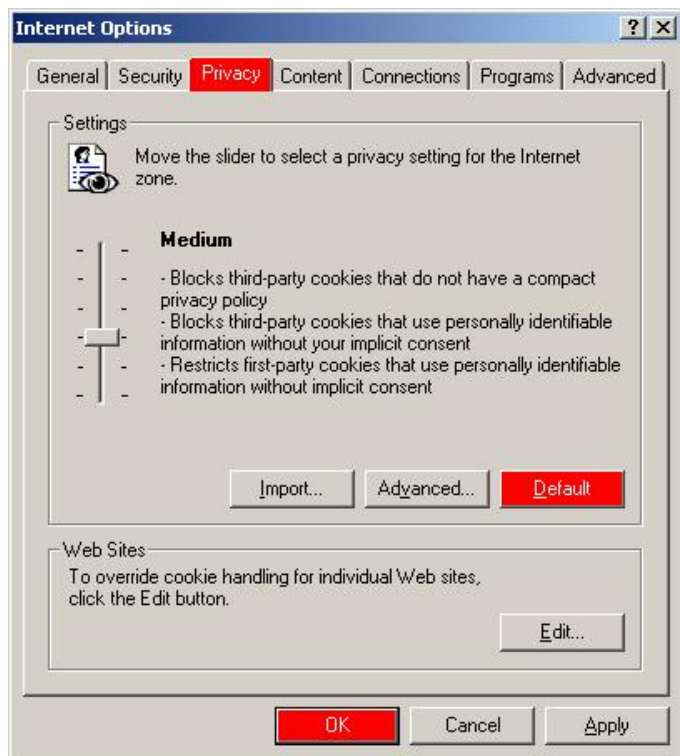 Internet Options
General Security Privacy Content Connections Programs Advanced
Settings
Move the slider to select a privacy setting for the Internet
zone.
Medium
- Blocks third-party cookies that do not have a compact
privacy policy
- Blocks third-party cookies that use personally identifiable
information without your implicit consent
- Restricts first-party cookies that use personally identifiable
information without implicit consent
Import... Advanced... Default
Web Sites
To override cookie handling for individual Web sites,
click the Edit button.
Edit...
OK Cancel Apply